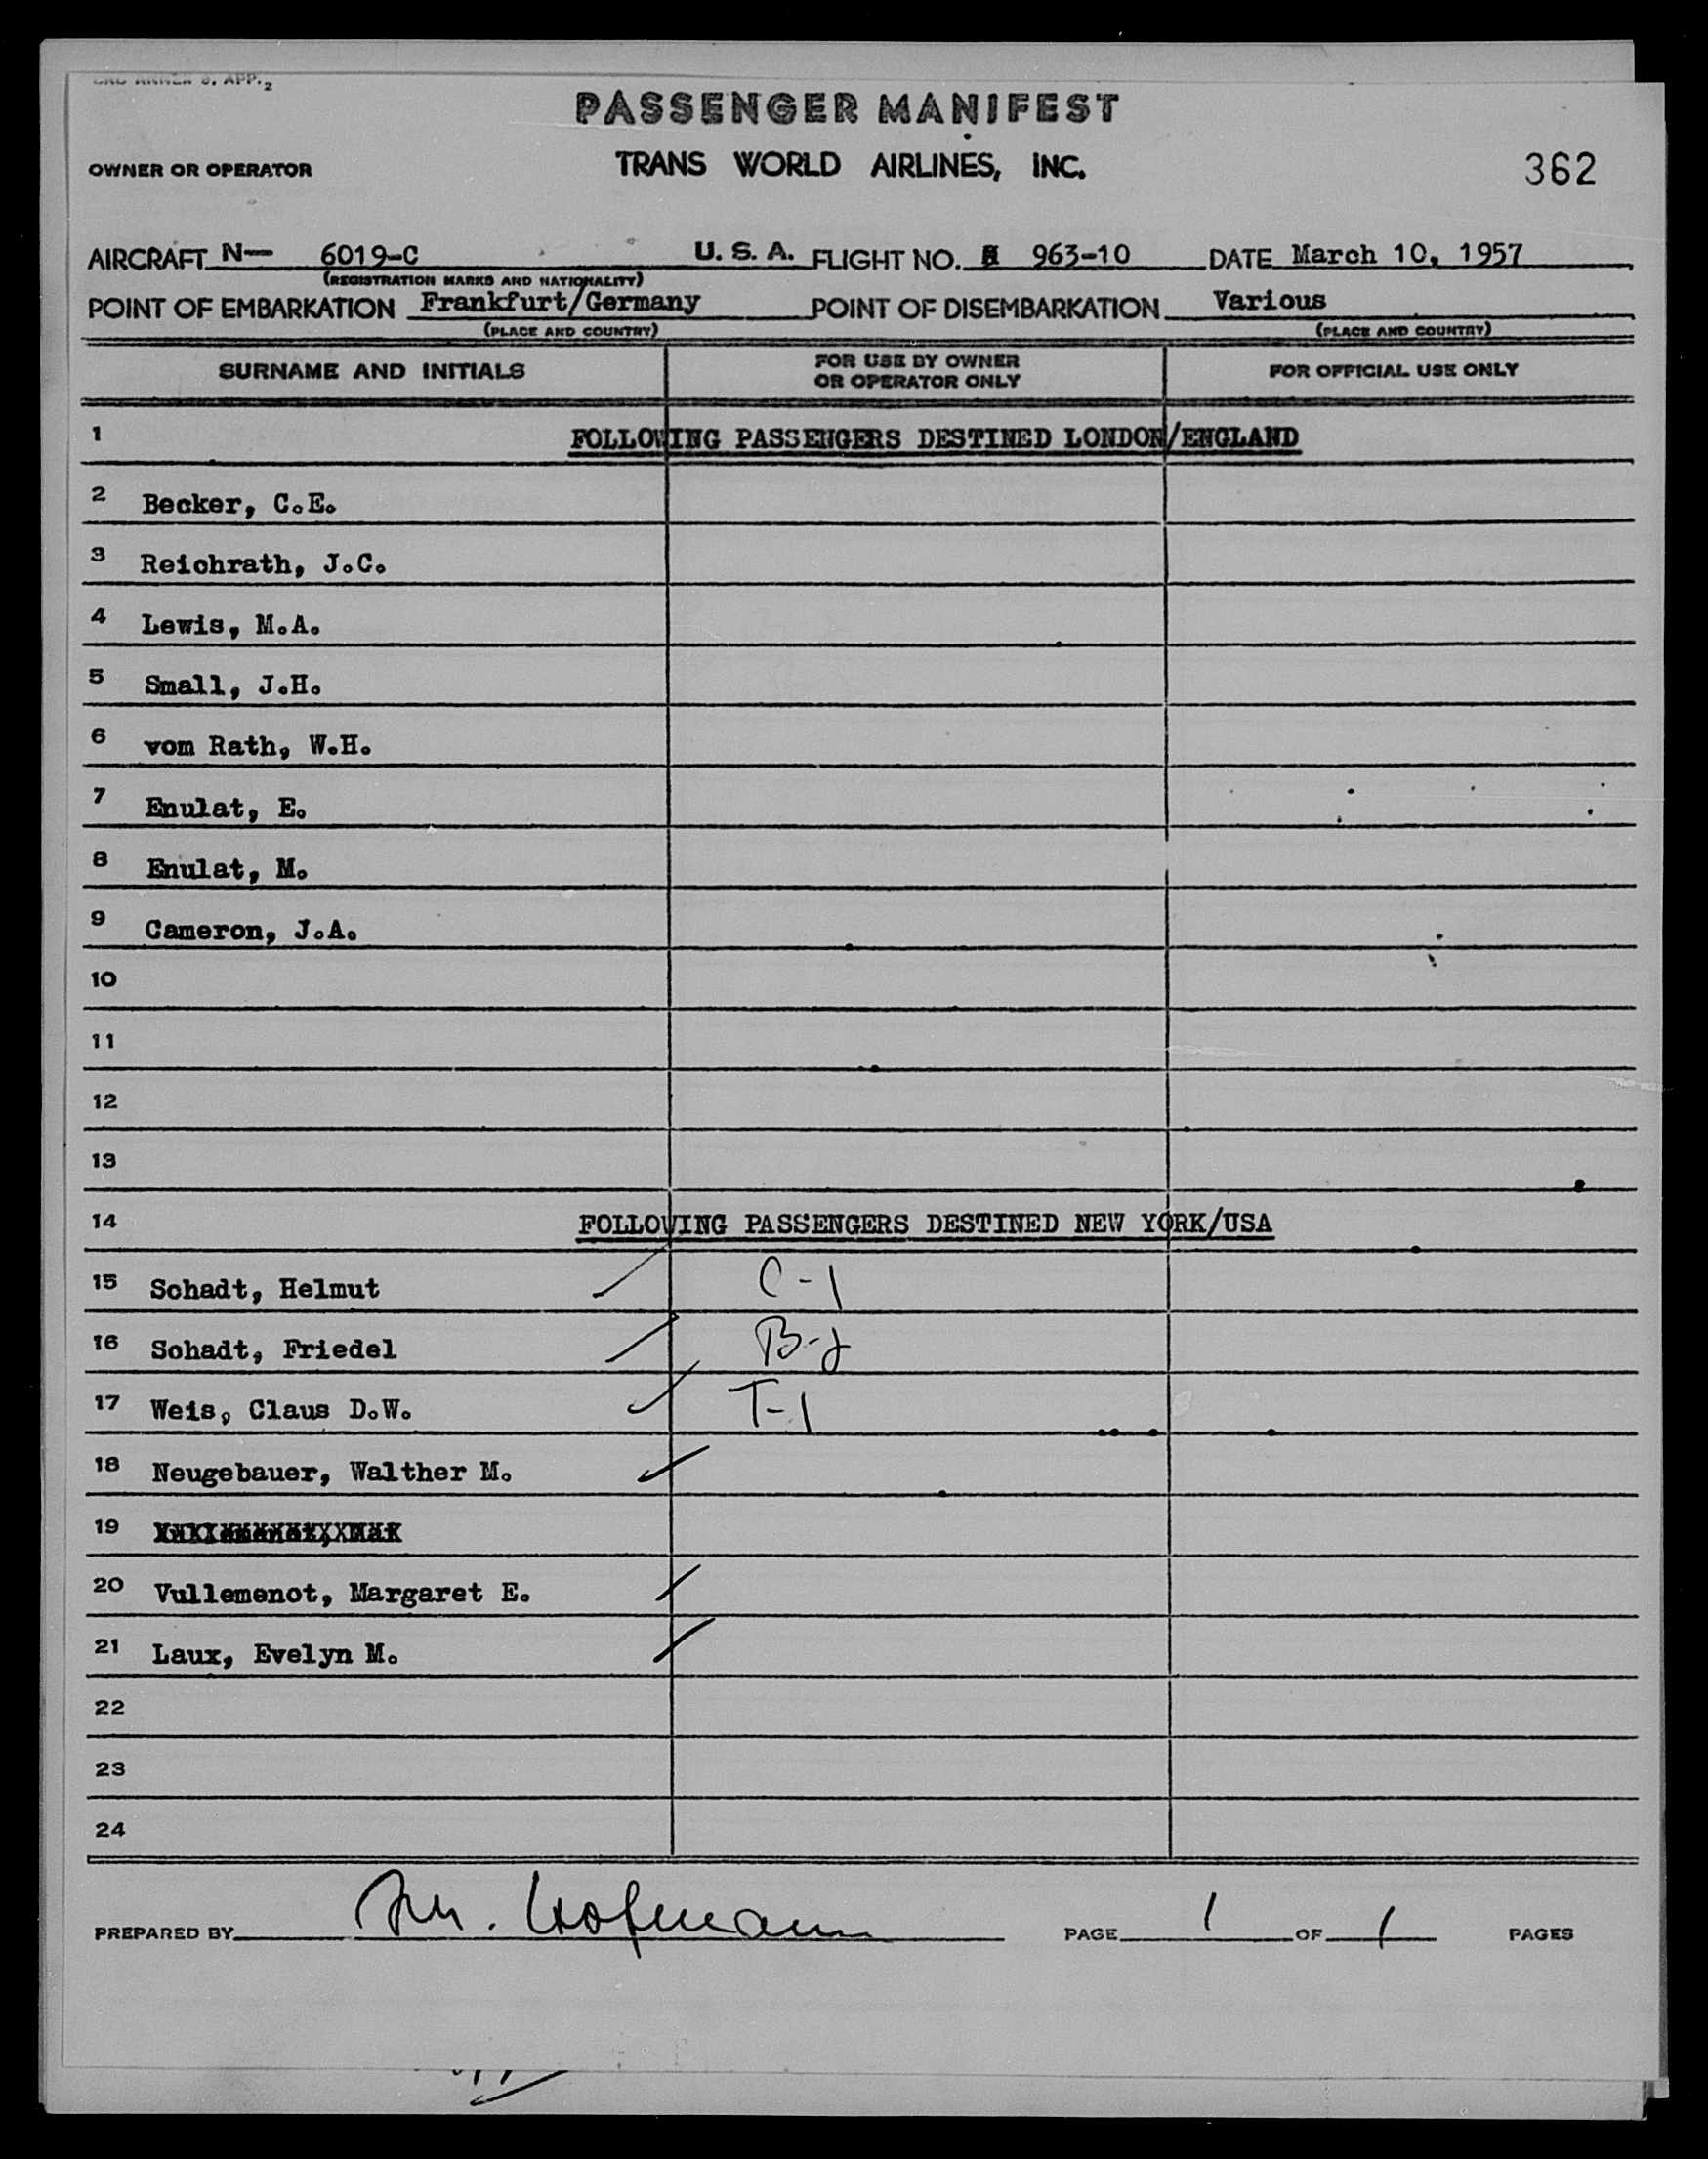 ANNEX 9, APP. 2
PASSENGER MANIFEST
OWNER OR OPERATOR TRANS WORLD AIRLINES, INC. 362
AIRCRAFT N— 6019-C U. S. A. FLIGHT NO. 963-10 DATE March 10, 1957
(REGISTRATION MARKS AND NATIONALITY)
POINT OF EMBARKATION Frankfurt/Germany POINT OF DISEMBARKATION Various
(PLACE AND COUNTRY) (PLACE AND COUNTRY)
SURNAME AND INITIALS FOR USE BY OWNER OR OPERATOR ONLY FOR OFFICIAL USE ONLY
1 FOLLOWING PASSENGERS DESTINED LONDON/ENGLAND
2 Becker, C.E.
3 Reichrath, J.C.
4 Lewis, M.A.
5 Small, J.H.
6 vom Rath, W.H.
7 Enulat, E.
8 Enulat, M.
9 Cameron, J.A.
10
11
12
13
14 FOLLOWING PASSENGERS DESTINED NEW YORK/USA
15 Schadt, Helmut C-1
16 Schadt, Friedel B-2
17 Weis, Claus D.W. T-1
18 Neugebauer, Walther M.
19
20 Vullemenot, Margaret E.
21 Laux, Evelyn M.
22
23
24
PREPARED BY Hofmann PAGE 1 OF 1 PAGES